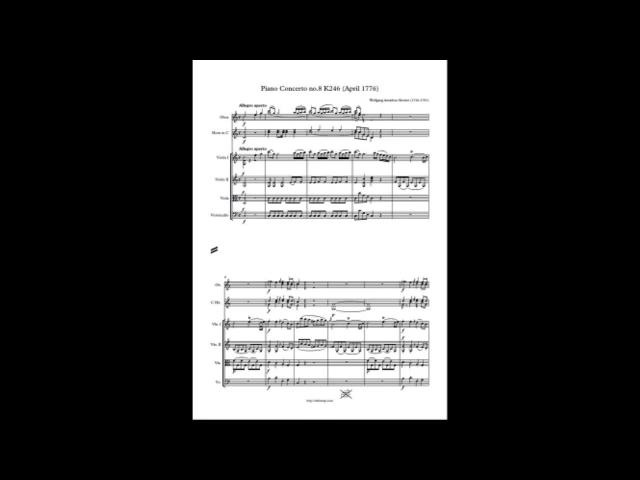 Piano Concerto no.8 K246 (April 1776)
Wolfgang Amadeus Mozart (1756-1791)
Allegro aperto
Oboe
Horn in C
Allegro aperto
Violin I
Violin II
Viola
Violoncello
Ob.
C Hn.
Vln. I
Vln. II
Vla.
Vc.